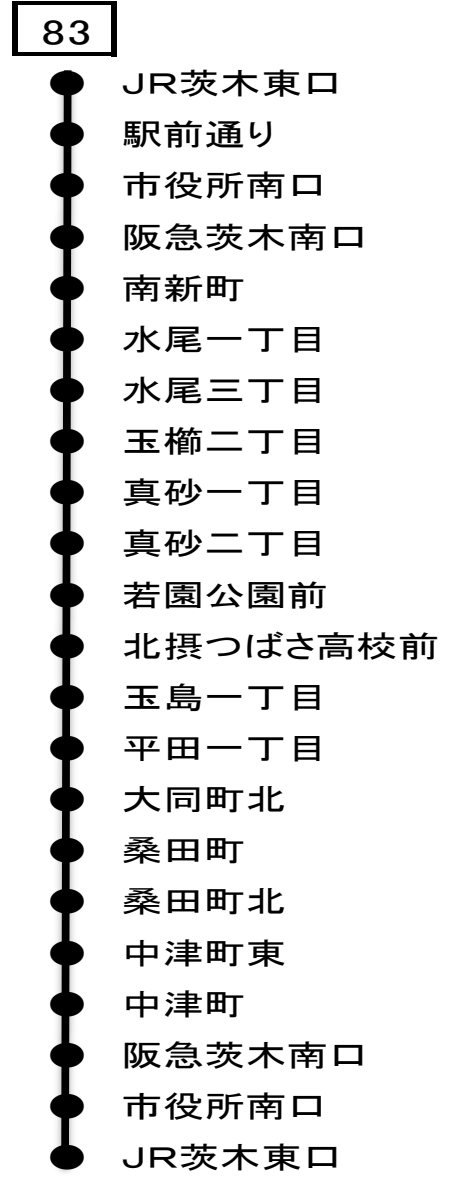 83
JR茨木東口
駅前通り
市役所南口
阪急茨木南口
南新町
水尾一丁目
水尾三丁目
玉櫛二丁目
真砂一丁目
真砂二丁目
若園公園前
北摂つばさ高校前
玉島一丁目
平田一丁目
大同町北
桑田町
桑田町北
中津町東
中津町
阪急茨木南口
市役所南口
JR茨木東口